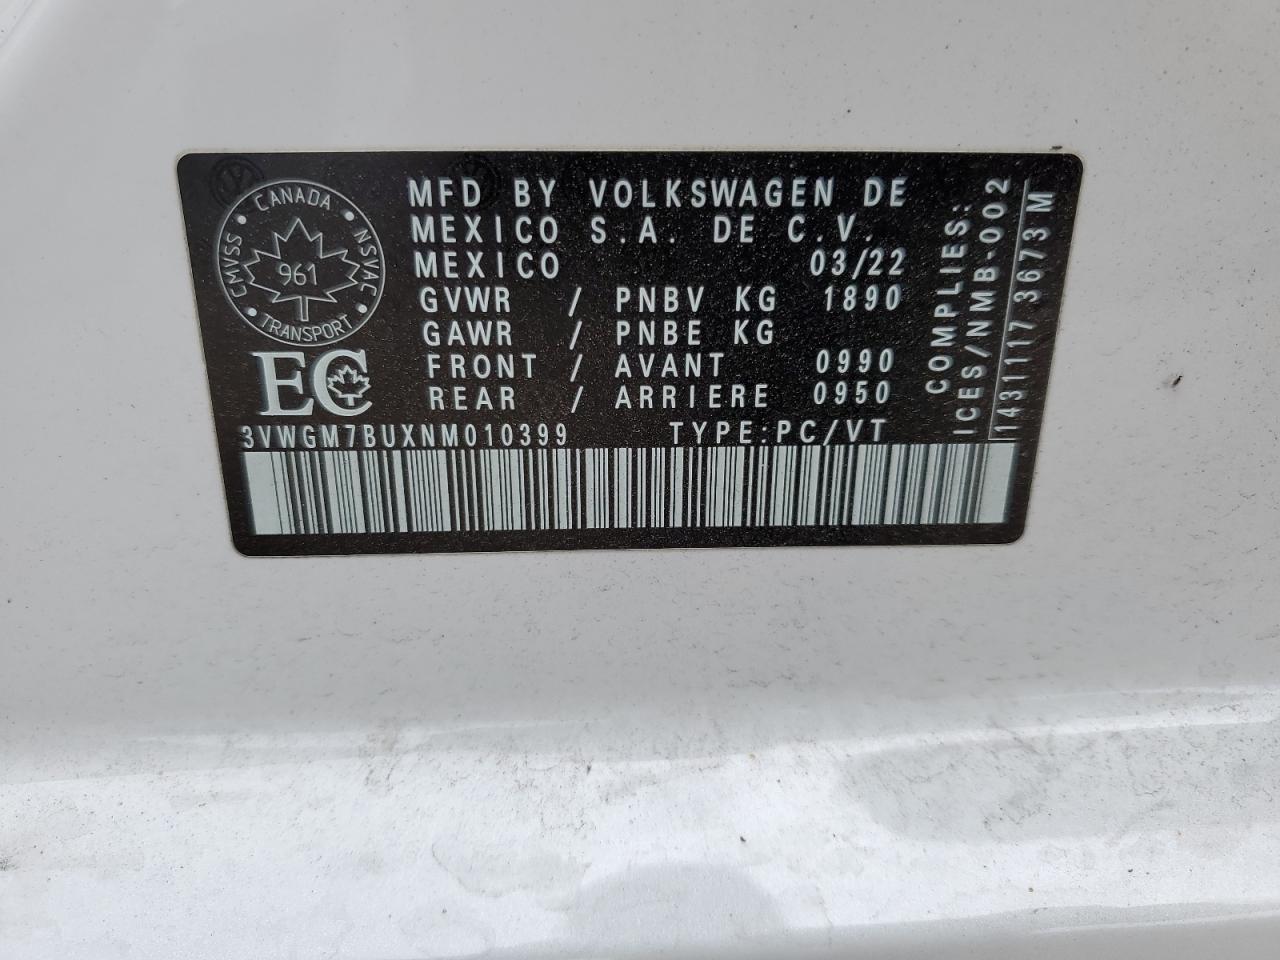 CANADA
CMVSS
NSVAC
961
TRANSPORT
EC
MFD BY VOLKSWAGEN DE
MEXICO S.A. DE C.V.
MEXICO 03/22
GVWR / PNBV KG 1890
GAWR / PNBE KG
FRONT / AVANT 0990
REAR / ARRIERE 0950
3VWGM7BUXNM010399 TYPE:PC/VT
COMPLIES:
ICES/NMB-002
1431117 3673 M